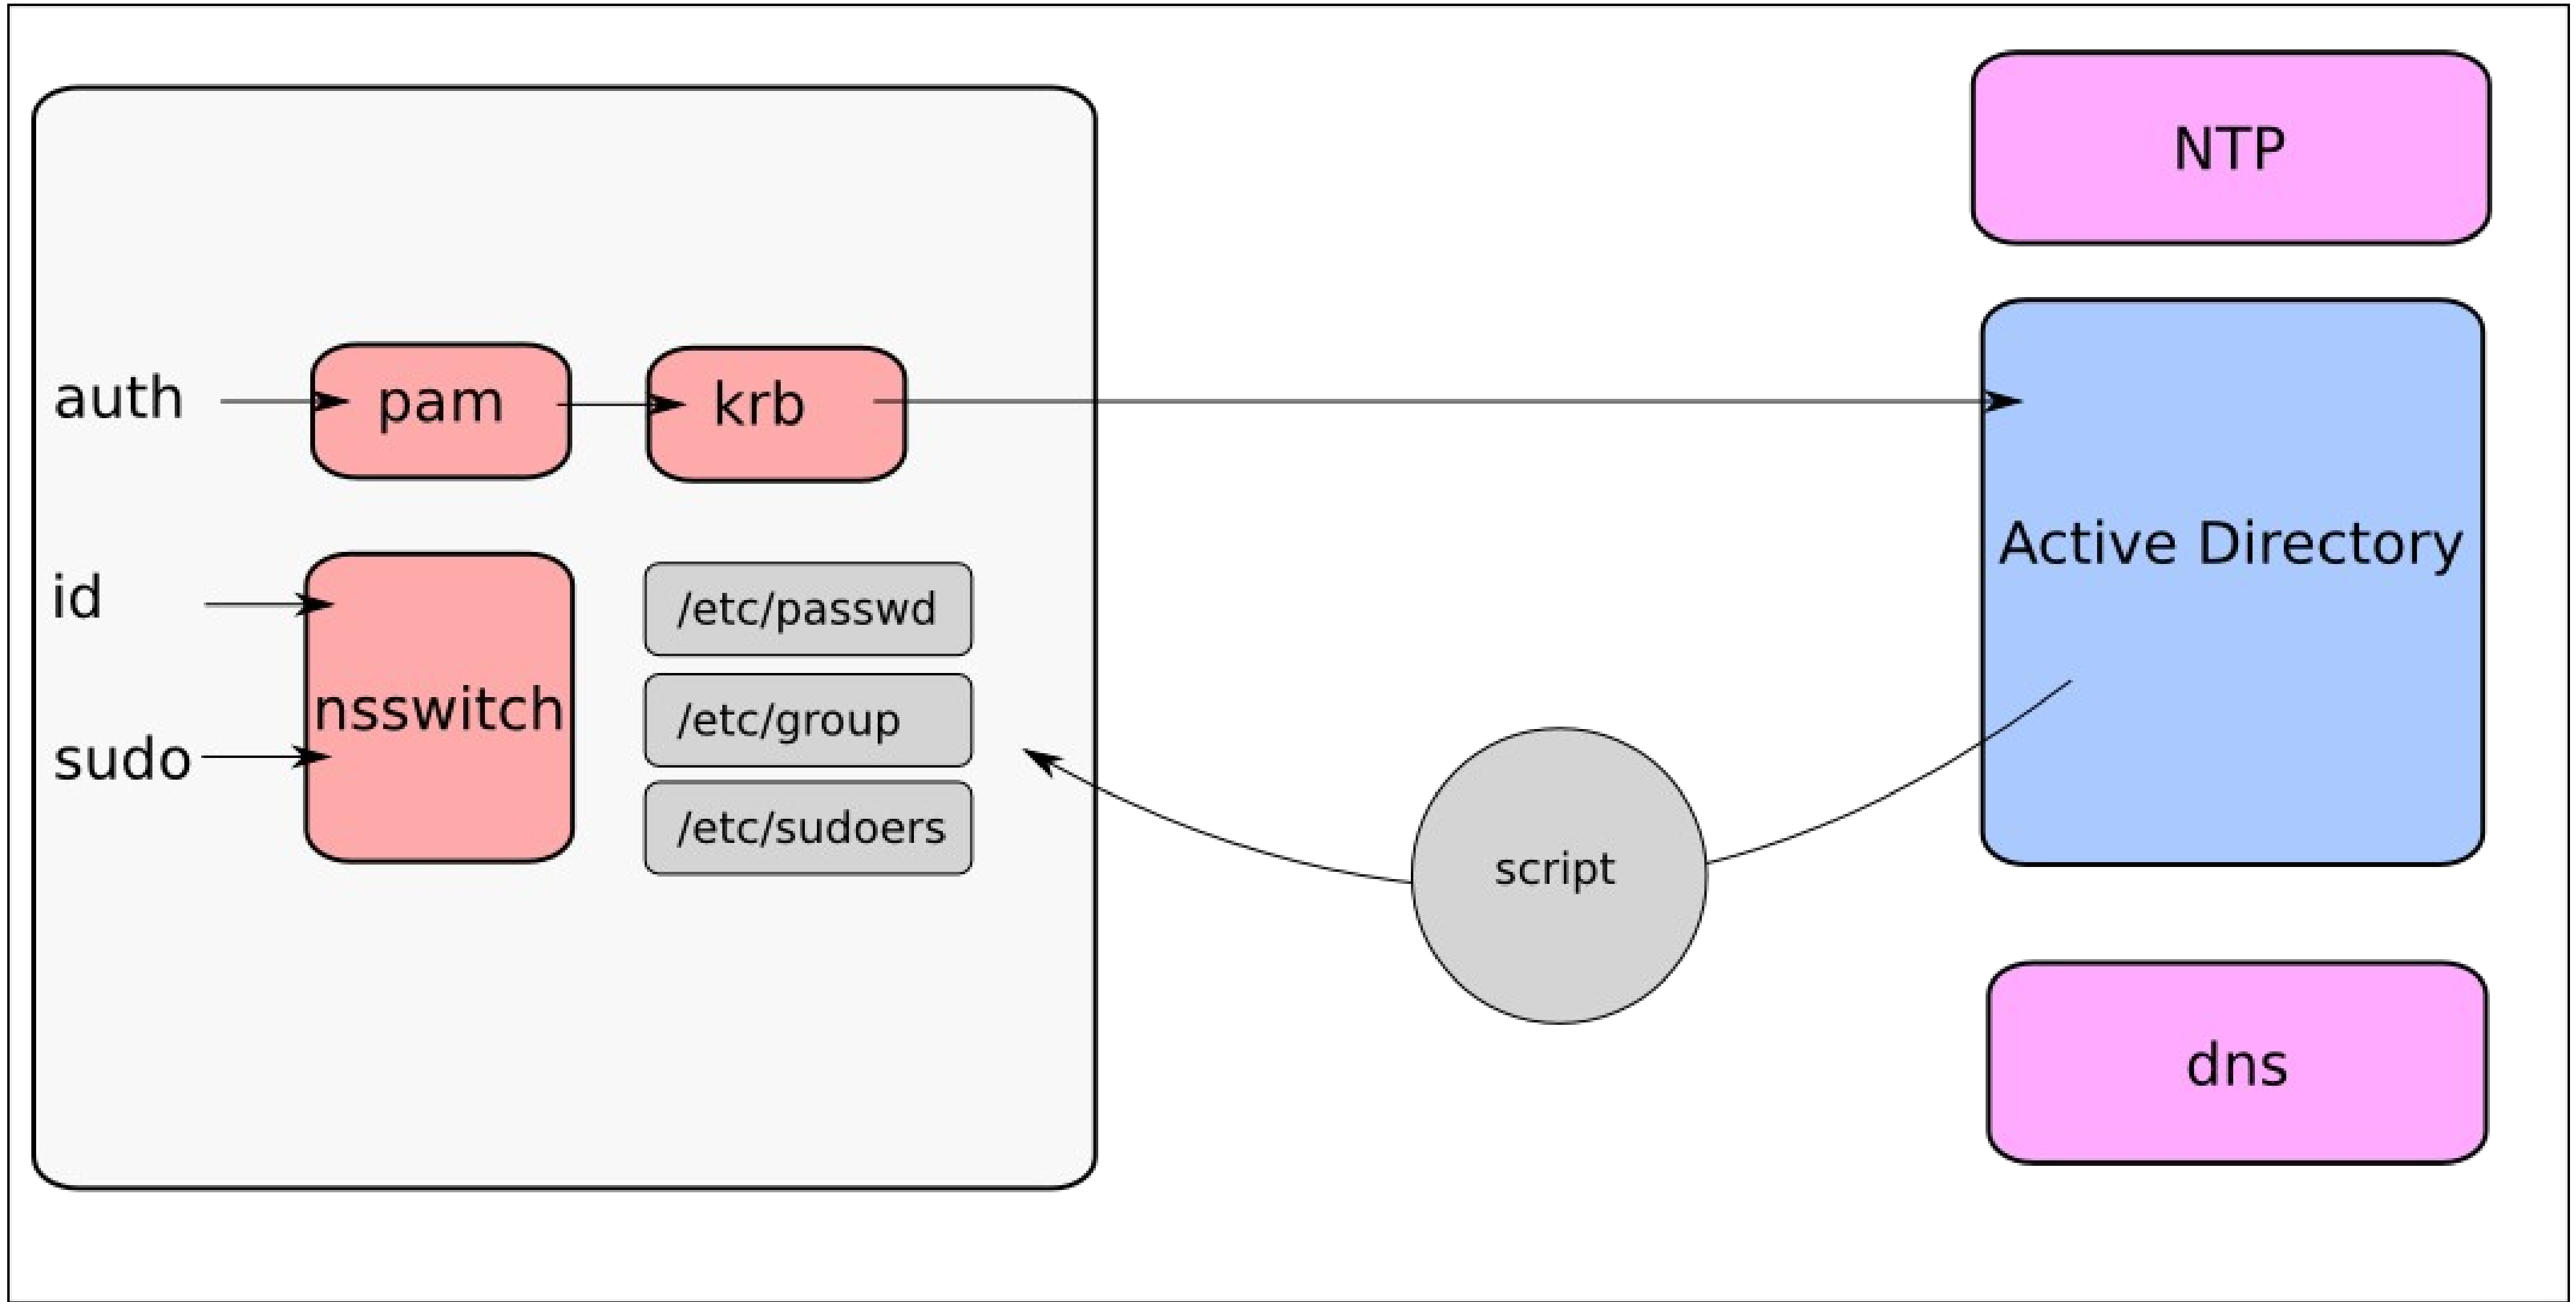 NTP
auth
pam
krb
Active Directory
id
nsswitch
sudo
/etc/passwd
/etc/group
/etc/sudoers
script
dns